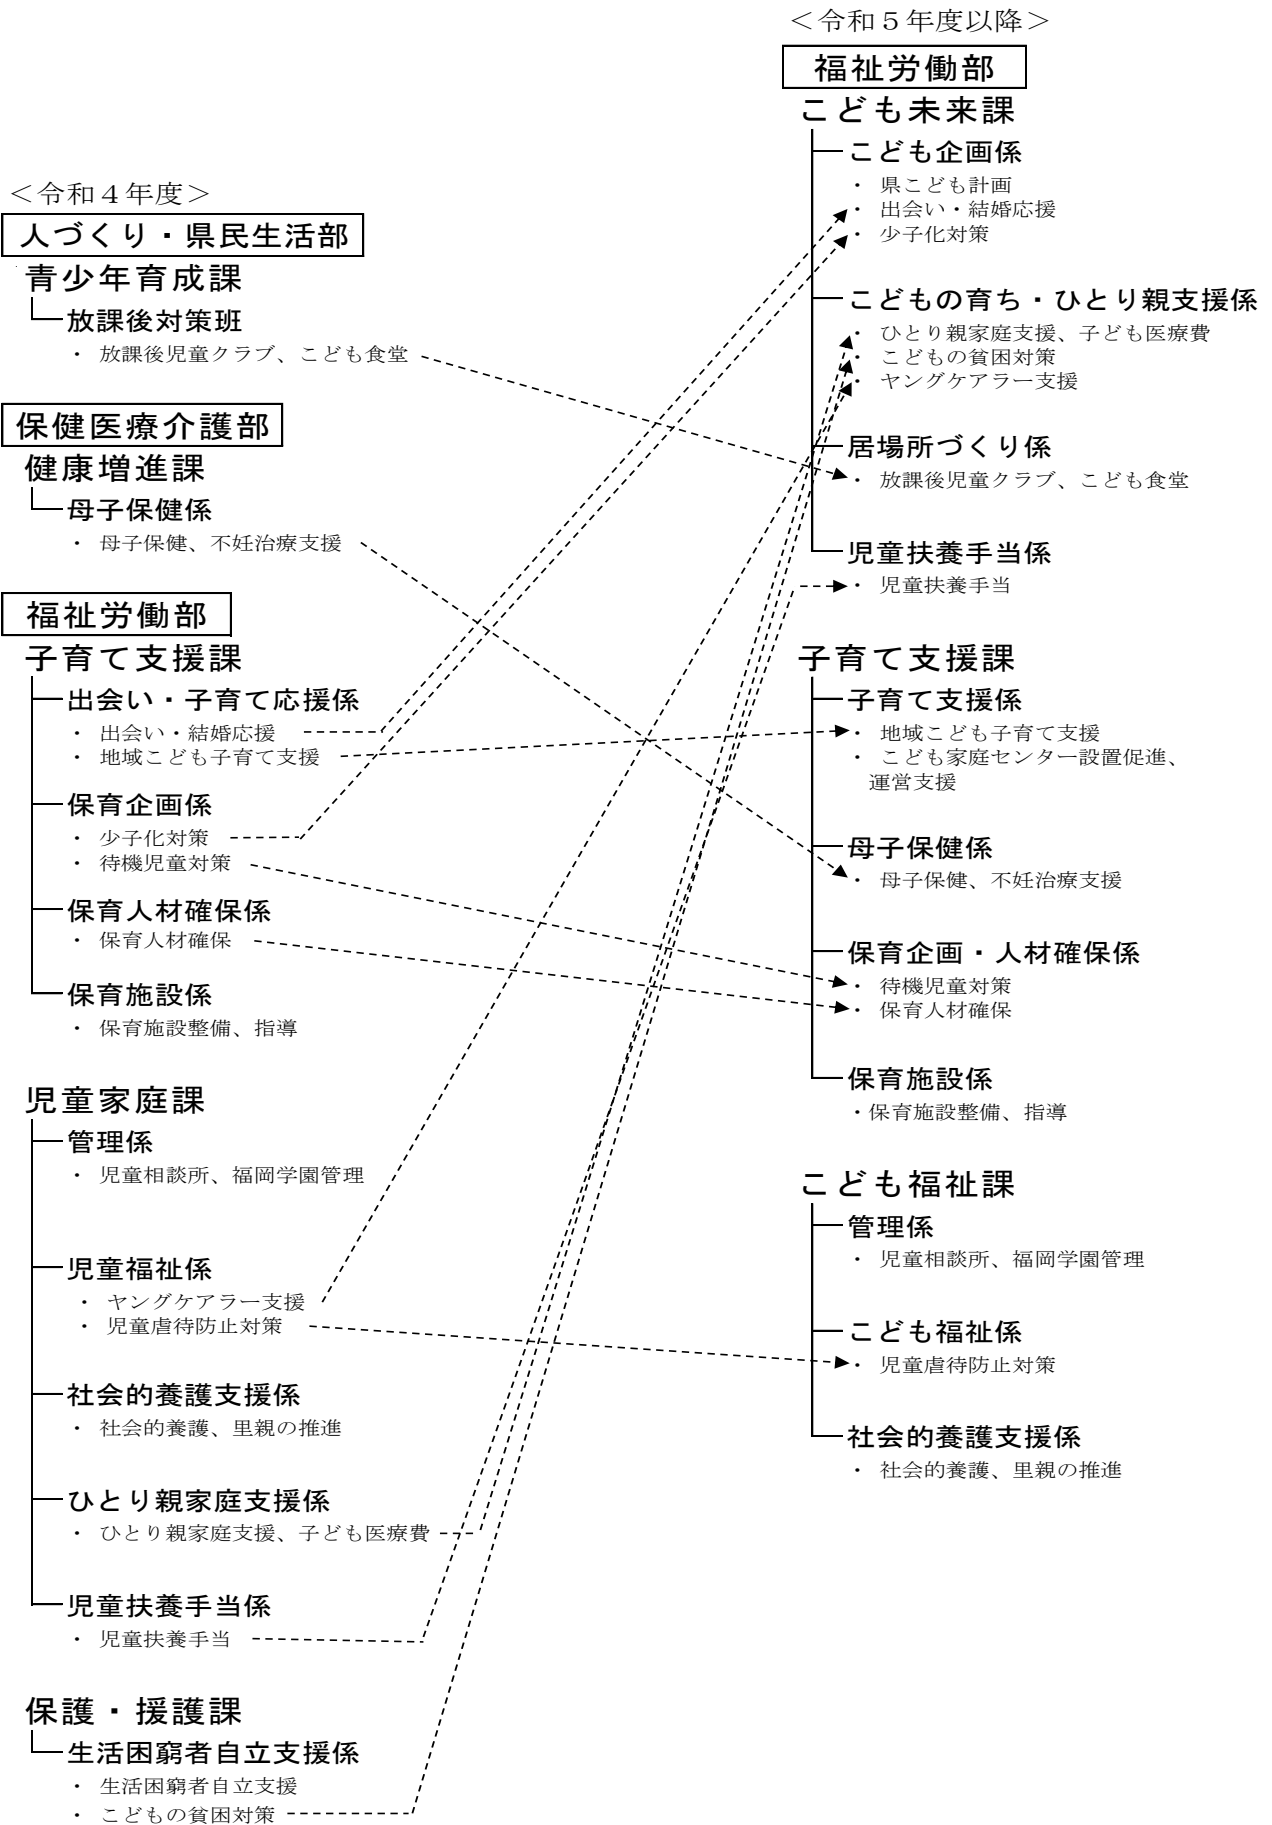 ＜令和４年度＞
人づくり・県民生活部
青少年育成課
放課後対策班
・ 放課後児童クラブ、こども食堂
保健医療介護部
健康増進課
母子保健係
・ 母子保健、不妊治療支援
福祉労働部
子育て支援課
出会い・子育て応援係
・ 出会い・結婚応援
・ 地域こども子育て支援
保育企画係
・ 少子化対策
・ 待機児童対策
保育人材確保係
・ 保育人材確保
保育施設係
・ 保育施設整備、指導
児童家庭課
管理係
・ 児童相談所、福岡学園管理
児童福祉係
・ ヤングケアラー支援
・ 児童虐待防止対策
社会的養護支援係
・ 社会的養護、里親の推進
ひとり親家庭支援係
・ ひとり親家庭支援、子ども医療費
児童扶養手当係
・ 児童扶養手当
保護・援護課
生活困窮者自立支援係
・ 生活困窮者自立支援
・ こどもの貧困対策
＜令和５年度以降＞
福祉労働部
こども未来課
こども企画係
・ 県こども計画
・ 出会い・結婚応援
・ 少子化対策
こどもの育ち・ひとり親支援係
・ ひとり親家庭支援、子ども医療費
・ こどもの貧困対策
・ ヤングケアラー支援
居場所づくり係
・ 放課後児童クラブ、こども食堂
児童扶養手当係
・ 児童扶養手当
子育て支援課
子育て支援係
・ 地域こども子育て支援
・ こども家庭センター設置促進、
運営支援
母子保健係
・ 母子保健、不妊治療支援
保育企画・人材確保係
・ 待機児童対策
・ 保育人材確保
保育施設係
・保育施設整備、指導
こども福祉課
管理係
・ 児童相談所、福岡学園管理
こども福祉係
・ 児童虐待防止対策
社会的養護支援係
・ 社会的養護、里親の推進